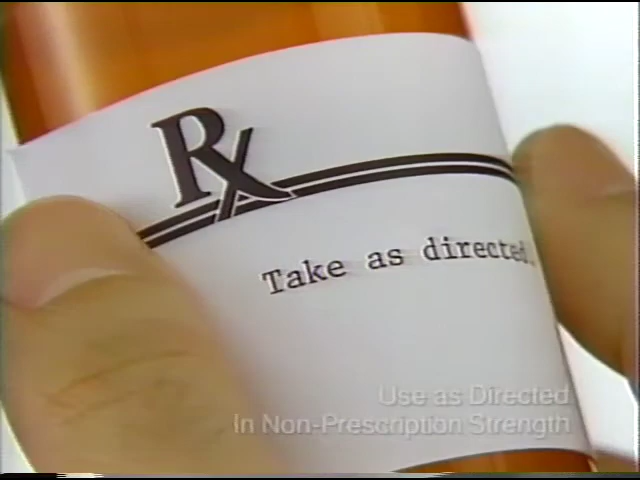 Rx
Take as directed.
Use as Directed
In Non-Prescription Strength